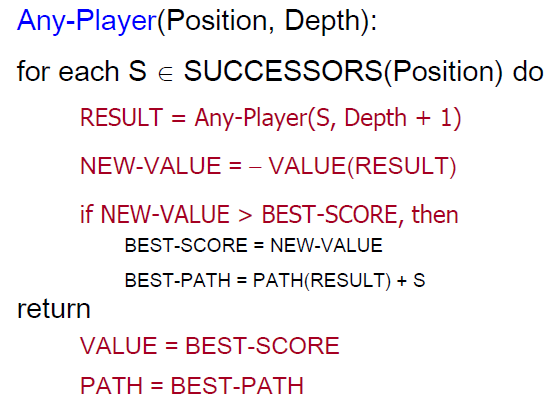 Any-Player(Position, Depth):
for each S ∈ SUCCESSORS(Position) do
RESULT = Any-Player(S, Depth + 1)
NEW-VALUE = – VALUE(RESULT)
if NEW-VALUE > BEST-SCORE, then
BEST-SCORE = NEW-VALUE
BEST-PATH = PATH(RESULT) + S
return
VALUE = BEST-SCORE
PATH = BEST-PATH